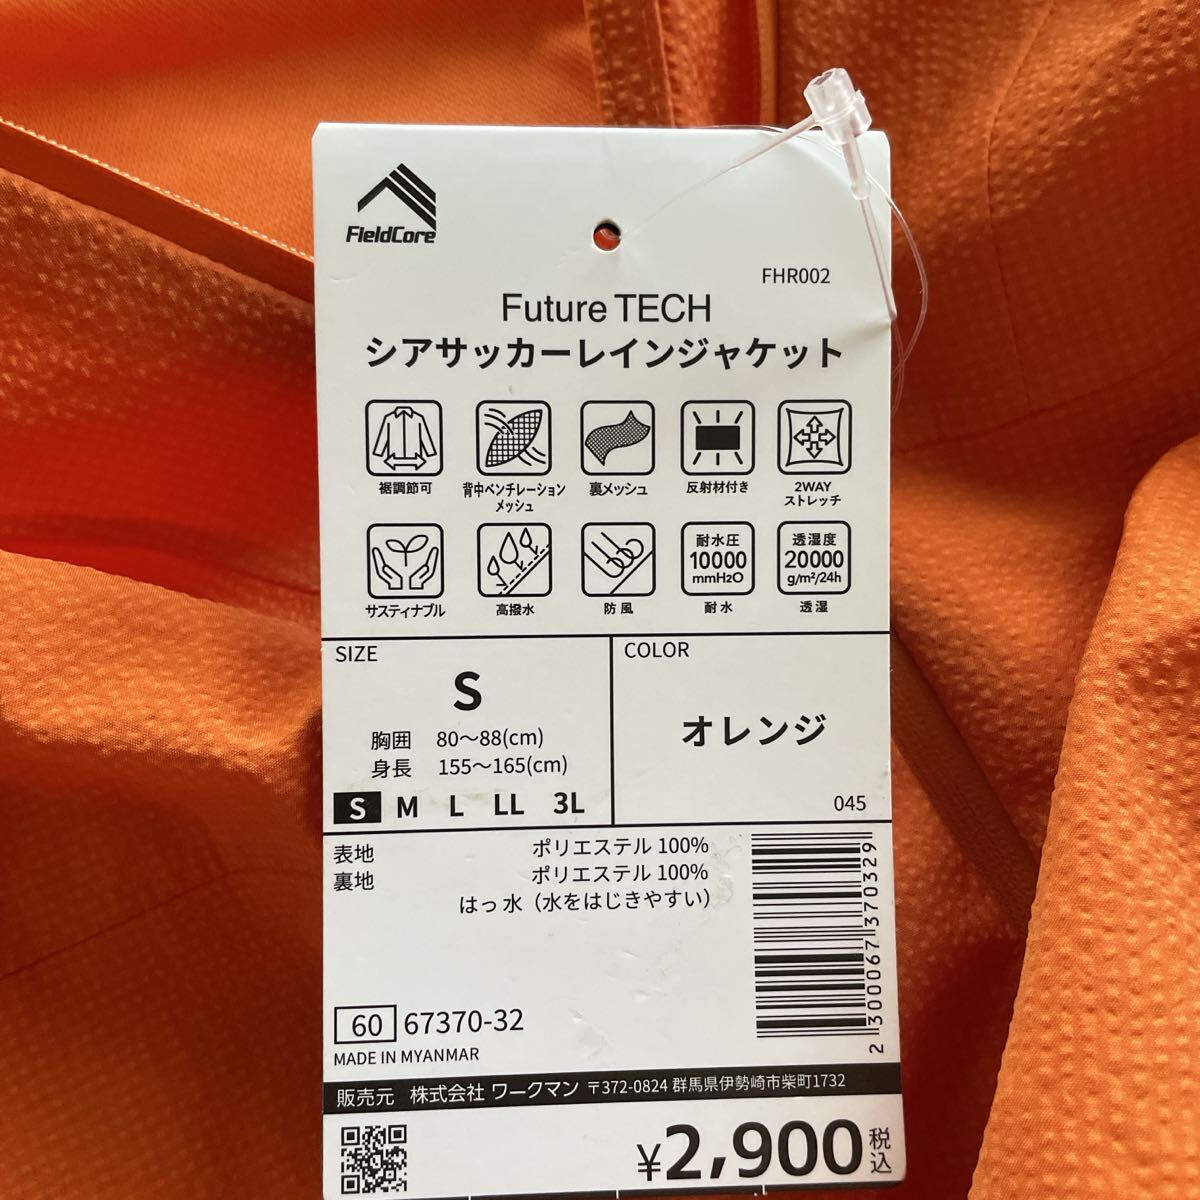 FieldCore
FHR002
Future TECH
シアサッカーレインジャケット
裾調節可
背中ベンチレーション
メッシュ
裏メッシュ
反射材付き
2WAY
ストレッチ
サスティナブル
高撥水
防風
耐水圧
10000
mmH2O
耐水
透湿度
20000
g/m²/24h
透湿
SIZE
S
胸囲 80～88(cm)
身長 155～165(cm)
S M L LL 3L
COLOR
オレンジ
045
表地 ポリエステル 100%
裏地 ポリエステル 100%
はっ水（水をはじきやすい）
2300067370329
60 67370-32
MADE IN MYANMAR
販売元 株式会社 ワークマン 〒372-0824 群馬県伊勢崎市柴町1732
¥2,900 税込